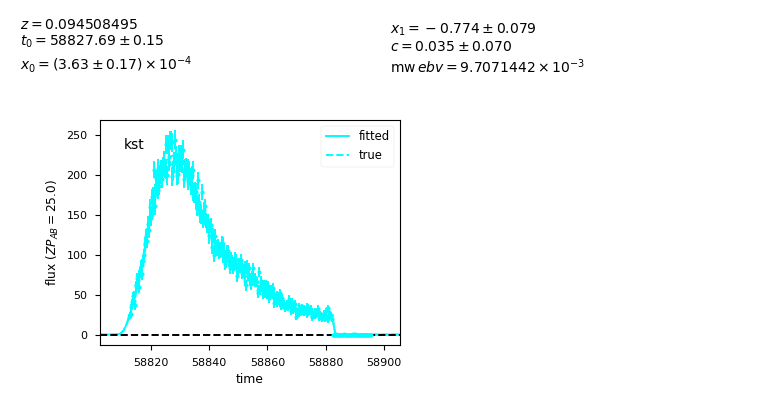 z = 0.094508495
t₀ = 58827.69 ± 0.15
x₀ = (3.63 ± 0.17) × 10⁻⁴
x₁ = −0.774 ± 0.079
c = 0.035 ± 0.070
mw ebv = 9.7071442 × 10⁻³
kst
fitted
true
flux (ZP_AB = 25.0)
250
200
150
100
50
0
58820 58840 58860 58880 58900
time